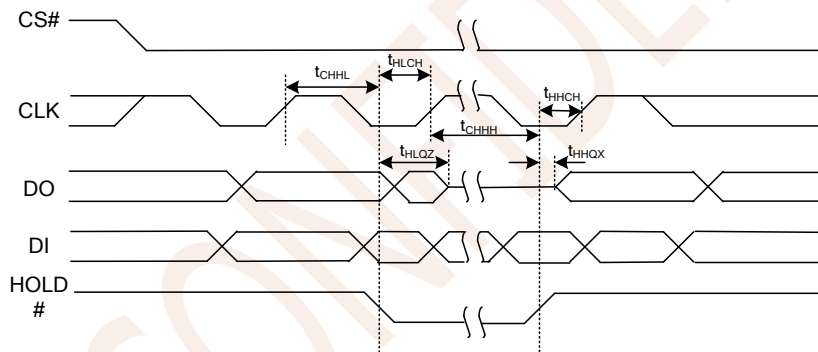 CS#
tCHHL
tHLCH
tHHCH
CLK
tCHHH
tHLQZ
tHHQX
DO
DI
HOLD
#